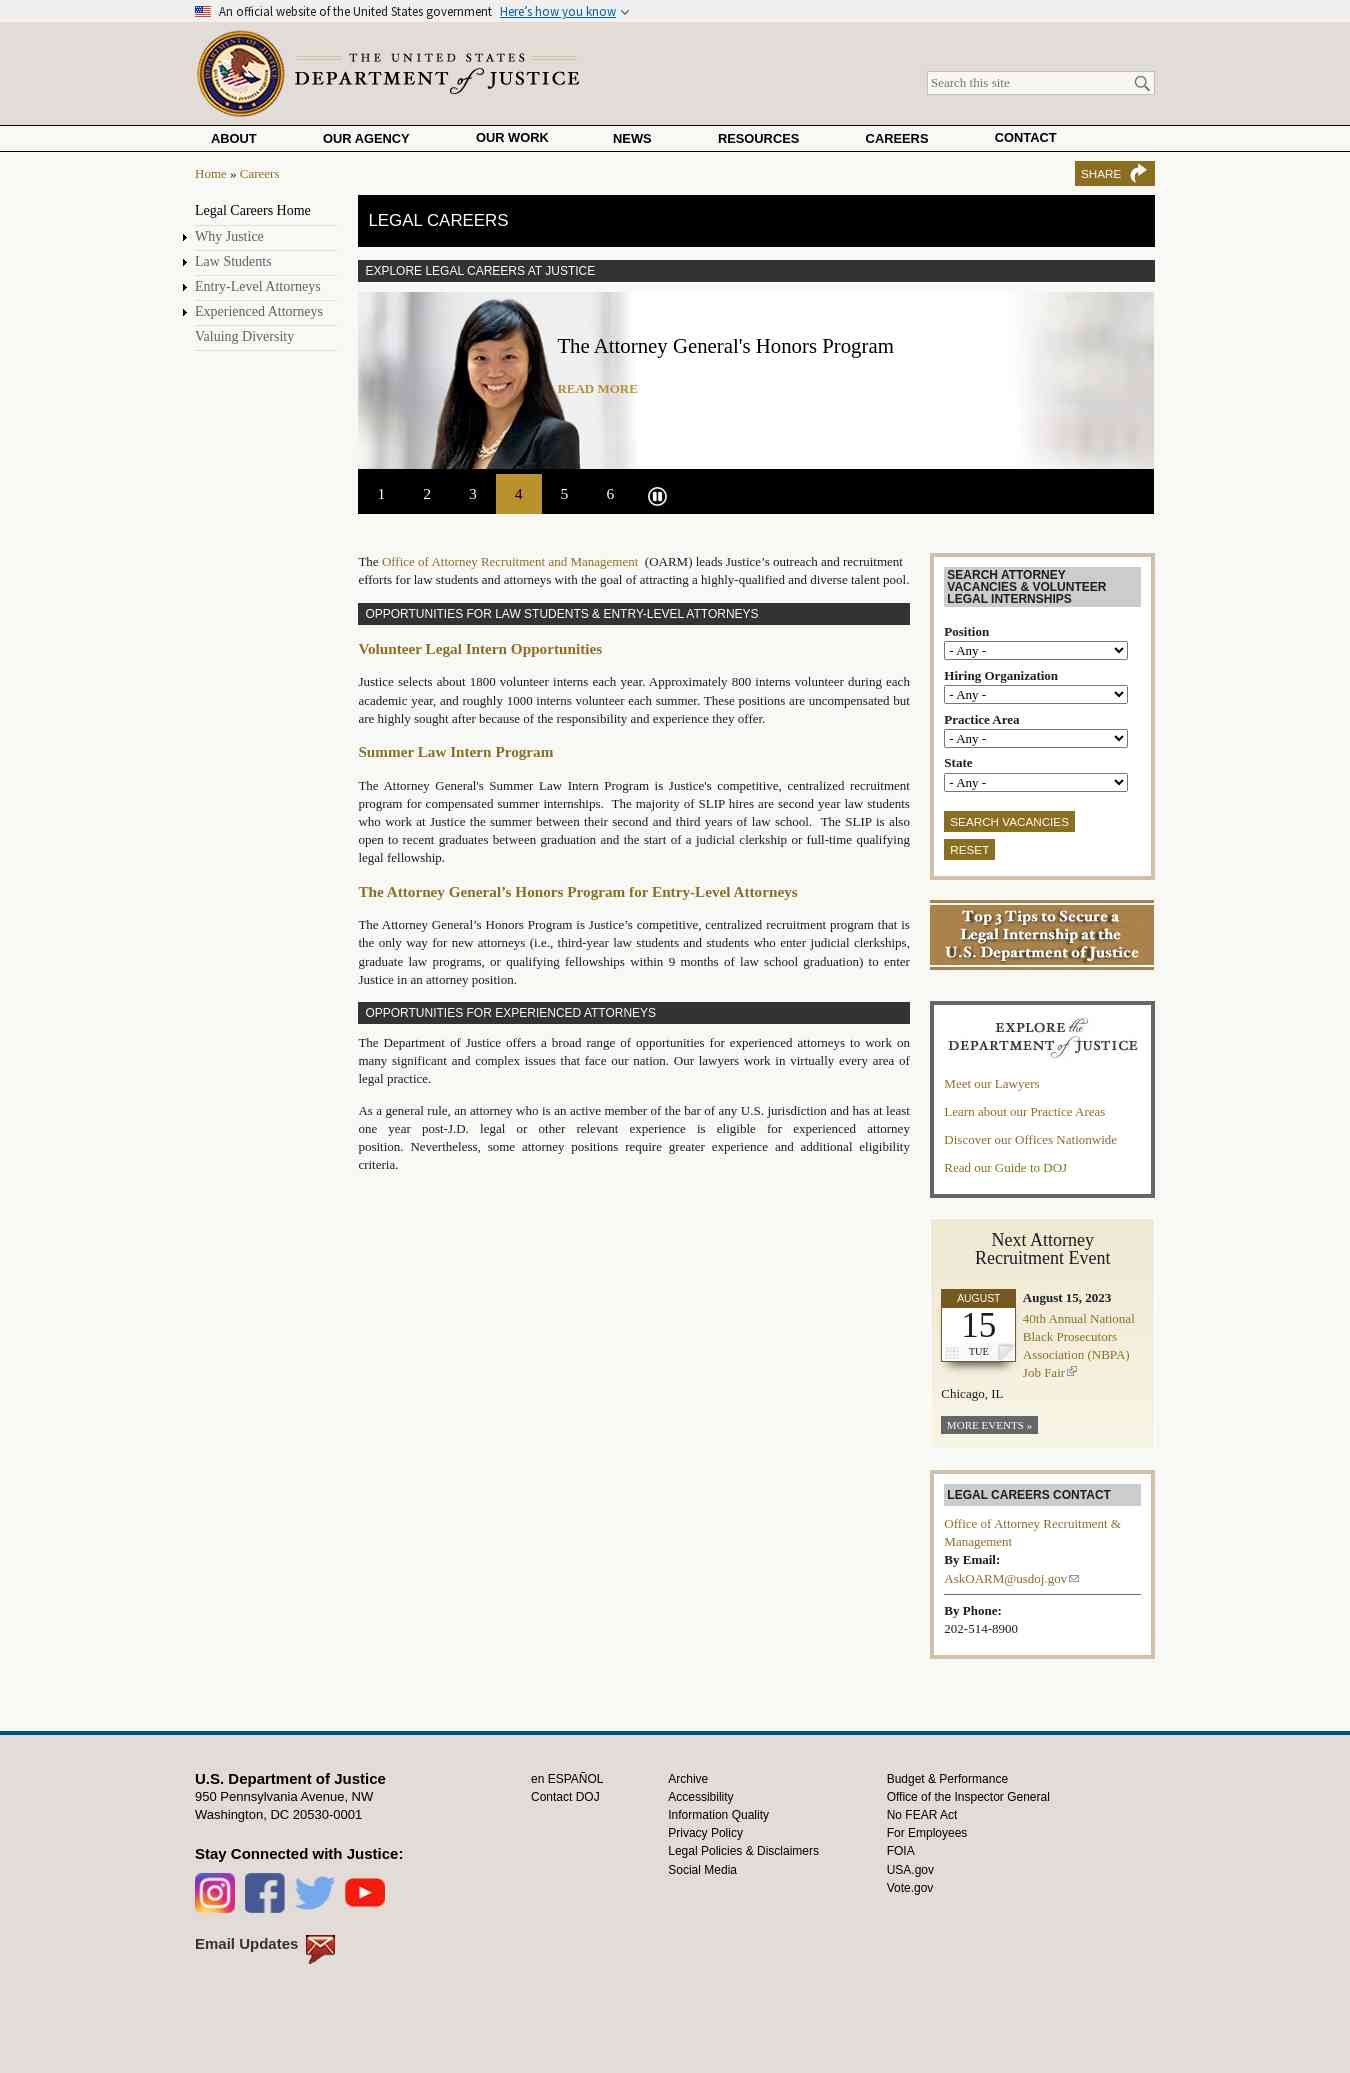 An official website of the United States government Here's how you know
THE UNITED STATES
DEPARTMENT of JUSTICE
Search this site
ABOUT OUR AGENCY OUR WORK NEWS RESOURCES CAREERS CONTACT
Home » Careers
SHARE
Legal Careers Home
Why Justice
Law Students
Entry-Level Attorneys
Experienced Attorneys
Valuing Diversity
LEGAL CAREERS
EXPLORE LEGAL CAREERS AT JUSTICE
The Attorney General's Honors Program
READ MORE
1 2 3 4 5 6
The Office of Attorney Recruitment and Management (OARM) leads Justice’s outreach and recruitment
efforts for law students and attorneys with the goal of attracting a highly-qualified and diverse talent pool.
OPPORTUNITIES FOR LAW STUDENTS & ENTRY-LEVEL ATTORNEYS
Volunteer Legal Intern Opportunities
Justice selects about 1800 volunteer interns each year. Approximately 800 interns volunteer during each
academic year, and roughly 1000 interns volunteer each summer. These positions are uncompensated but
are highly sought after because of the responsibility and experience they offer.
Summer Law Intern Program
The Attorney General's Summer Law Intern Program is Justice's competitive, centralized recruitment
program for compensated summer internships. The majority of SLIP hires are second year law students
who work at Justice the summer between their second and third years of law school. The SLIP is also
open to recent graduates between graduation and the start of a judicial clerkship or full-time qualifying
legal fellowship.
The Attorney General’s Honors Program for Entry-Level Attorneys
The Attorney General’s Honors Program is Justice’s competitive, centralized recruitment program that is
the only way for new attorneys (i.e., third-year law students and students who enter judicial clerkships,
graduate law programs, or qualifying fellowships within 9 months of law school graduation) to enter
Justice in an attorney position.
OPPORTUNITIES FOR EXPERIENCED ATTORNEYS
The Department of Justice offers a broad range of opportunities for experienced attorneys to work on
many significant and complex issues that face our nation. Our lawyers work in virtually every area of
legal practice.
As a general rule, an attorney who is an active member of the bar of any U.S. jurisdiction and has at least
one year post-J.D. legal or other relevant experience is eligible for experienced attorney
position. Nevertheless, some attorney positions require greater experience and additional eligibility
criteria.
SEARCH ATTORNEY
VACANCIES & VOLUNTEER
LEGAL INTERNSHIPS
Position
- Any -
Hiring Organization
- Any -
Practice Area
- Any -
State
- Any -
SEARCH VACANCIES
RESET
Top 3 Tips to Secure a
Legal Internship at the
U.S. Department of Justice
EXPLORE the
DEPARTMENT of JUSTICE
Meet our Lawyers
Learn about our Practice Areas
Discover our Offices Nationwide
Read our Guide to DOJ
Next Attorney
Recruitment Event
AUGUST
15
TUE
August 15, 2023
40th Annual National
Black Prosecutors
Association (NBPA)
Job Fair
Chicago, IL
MORE EVENTS »
LEGAL CAREERS CONTACT
Office of Attorney Recruitment &
Management
By Email:
AskOARM@usdoj.gov
By Phone:
202-514-8900
U.S. Department of Justice
950 Pennsylvania Avenue, NW
Washington, DC 20530-0001
Stay Connected with Justice:
Email Updates
en ESPAÑOL
Contact DOJ
Archive
Accessibility
Information Quality
Privacy Policy
Legal Policies & Disclaimers
Social Media
Budget & Performance
Office of the Inspector General
No FEAR Act
For Employees
FOIA
USA.gov
Vote.gov